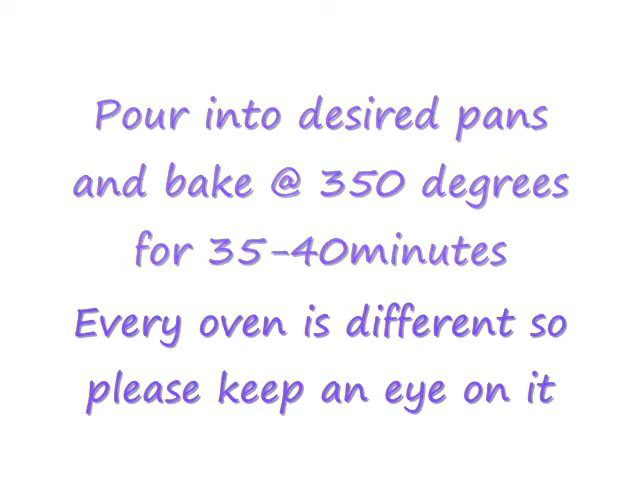 Pour into desired pans
and bake @ 350 degrees
for 35-40minutes
Every oven is different so
please keep an eye on it